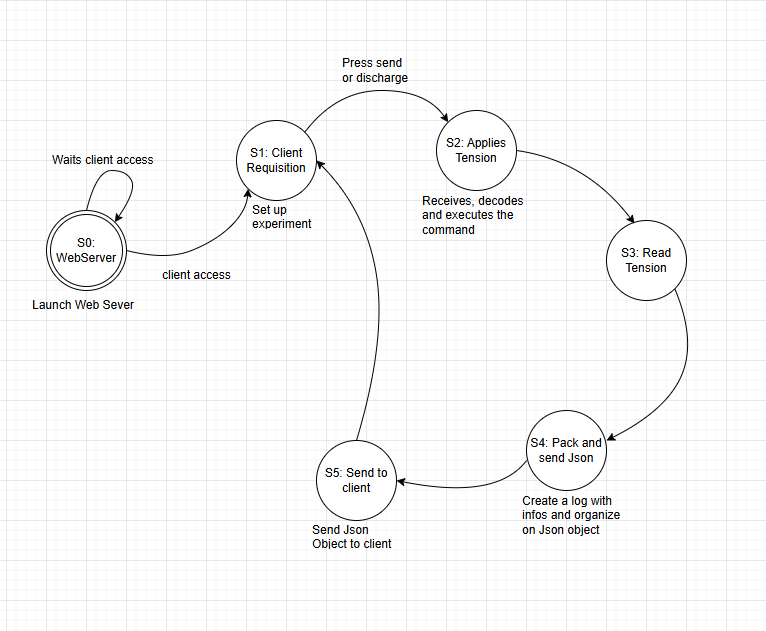 Press send
or discharge
S1: Client
Requisition
S2: Applies
Tension
Waits client access
Receives, decodes
and executes the
command
Set up
experiment
S0:
WebServer
client access
S3: Read
Tension
Launch Web Sever
S4: Pack and
send Json
S5: Send to
client
Create a log with
infos and organize
on Json object
Send Json
Object to client